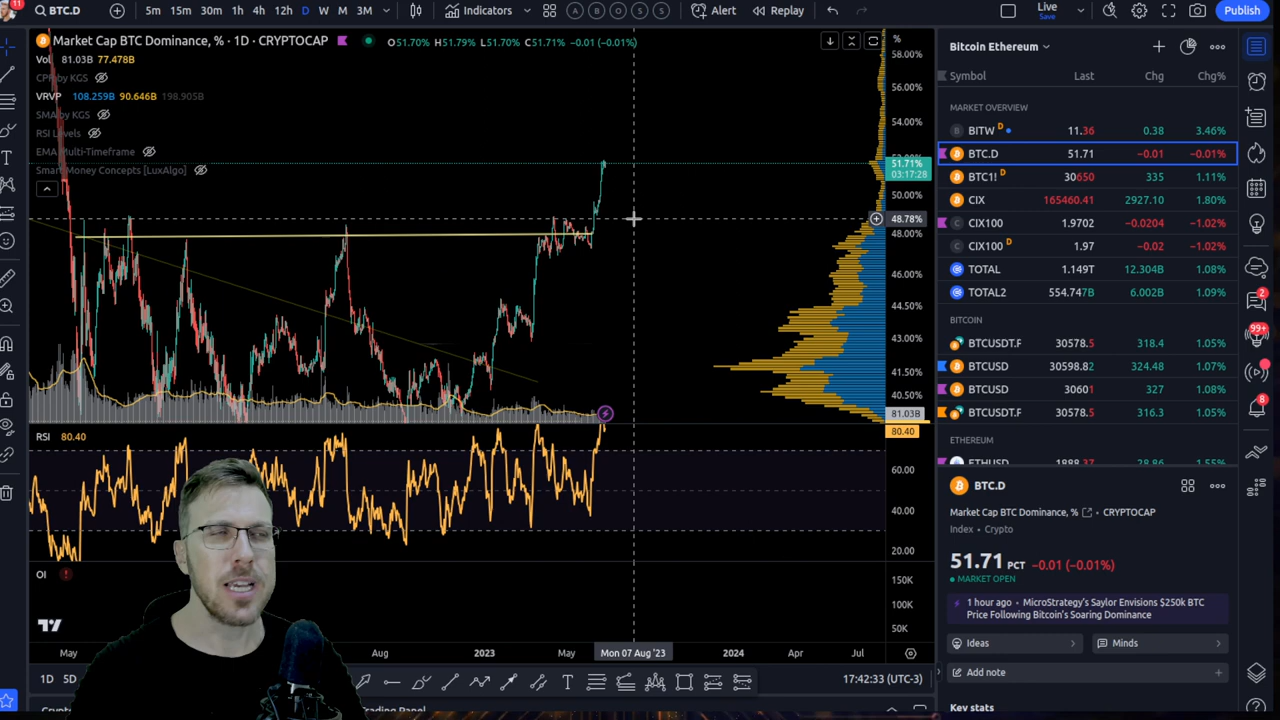 11
BTC.D
5m 15m 30m 1h 4h 12h D W M 3M Indicators A B O S S Alert Replay Live Save Publish
Market Cap BTC Dominance, % · 1D · CRYPTOCAP O51.70% H51.79% L51.70% C51.71% −0.01 (−0.01%)
Vol 81.03B 77.478B
CPR by KGS
VRVP 108.259B 90.646B 198.905B
SMA by KGS
RSI Levels
EMA Multi-Timeframe
Smart Money Concepts [LuxAlgo]
%
58.00%
56.00%
54.00%
51.71%
03:17:28
50.00%
48.78%
48.00%
46.00%
44.50%
43.00%
41.50%
40.50%
81.03B
RSI 80.40
80.40
60.00
40.00
20.00
OI
150K
100K
50K
May Aug 2023 May Mon 07 Aug '23 2024 Apr Jul
1D 5D
17:42:33 (UTC-3)
Bitcoin Ethereum
Symbol Last Chg Chg%
MARKET OVERVIEW
BITW D 11.36 0.38 3.46%
BTC.D 51.71 −0.01 −0.01%
BTC1! D 30650 335 1.11%
CIX 165460.41 2927.10 1.80%
CIX100 1.9702 −0.0204 −1.02%
CIX100 D 1.97 −0.02 −1.02%
TOTAL 1.149T 12.304B 1.08%
TOTAL2 554.747B 6.002B 1.09%
BITCOIN
BTCUSDT.F 30578.5 318.4 1.05%
BTCUSD 30598.82 324.48 1.07%
BTCUSD 30601 327 1.08%
BTCUSDT.F 30578.5 316.3 1.05%
ETHEREUM
ETHUSD 1888.37 28.86 1.55%
BTC.D
Market Cap BTC Dominance, % · CRYPTOCAP
Index · Crypto
51.71 PCT −0.01 (−0.01%)
MARKET OPEN
1 hour ago · MicroStrategy's Saylor Envisions $250k BTC
Price Following Bitcoin's Soaring Dominance
Ideas Minds
Add note
Key stats
2
99+
8